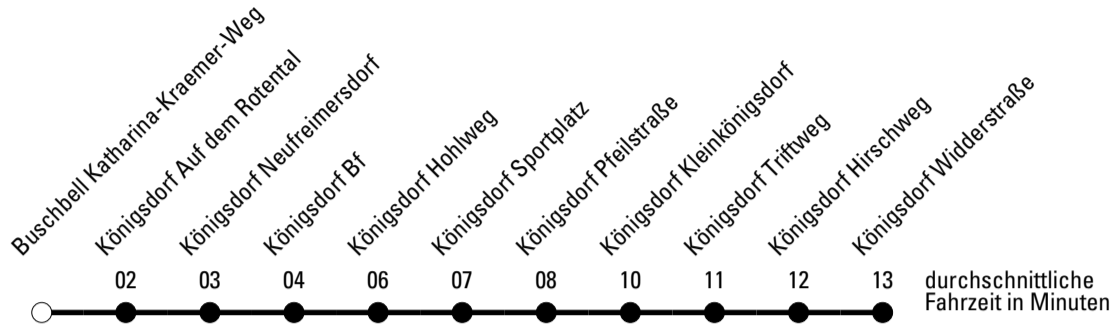 Buschbell Katharina-Kraemer-Weg
Königsdorf Auf dem Rotental
Königsdorf Neufreimersdorf
Königsdorf Bf
Königsdorf Hohlweg
Königsdorf Sportplatz
Königsdorf Pfeilstraße
Königsdorf Kleinkönigsdorf
Königsdorf Triftweg
Königsdorf Hirschweg
Königsdorf Widderstraße
02 03 04 06 07 08 10 11 12 13
durchschnittliche
Fahrzeit in Minuten